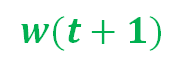 w(t + 1)